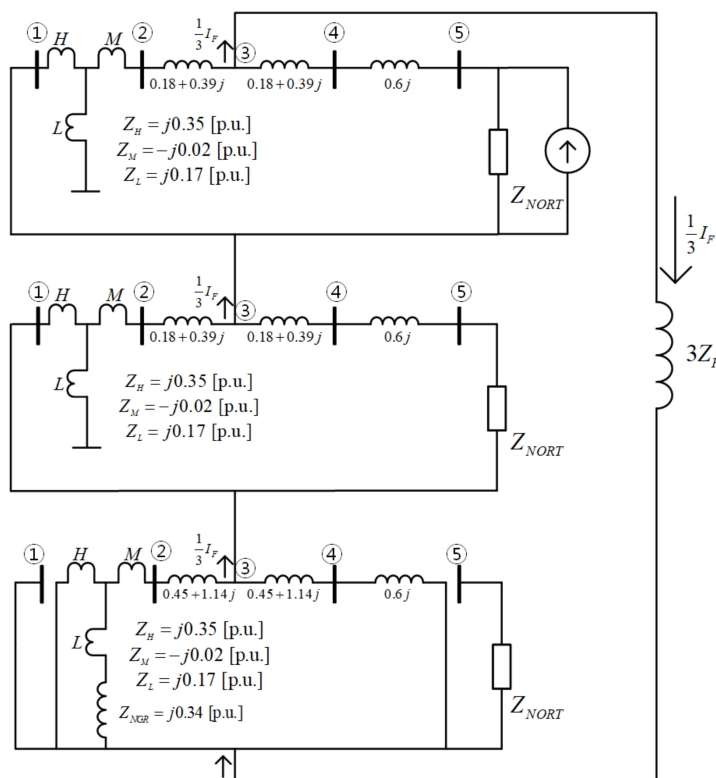 1/3 I_F
① H M ② ③ ④ ⑤
0.18+0.39j 0.18+0.39j 0.6j
L
Z_H = j0.35 [p.u.]
Z_M = −j0.02 [p.u.]
Z_L = j0.17 [p.u.]
Z_NORT
1/3 I_F
3Z_F
1/3 I_F
① H M ② ③ ④ ⑤
0.18+0.39j 0.18+0.39j 0.6j
L
Z_H = j0.35 [p.u.]
Z_M = −j0.02 [p.u.]
Z_L = j0.17 [p.u.]
Z_NORT
1/3 I_F
① H M ② ③ ④ ⑤
0.45+1.14j 0.45+1.14j 0.6j
L
Z_H = j0.35 [p.u.]
Z_M = −j0.02 [p.u.]
Z_L = j0.17 [p.u.]
Z_NGR = j0.34 [p.u.]
Z_NORT